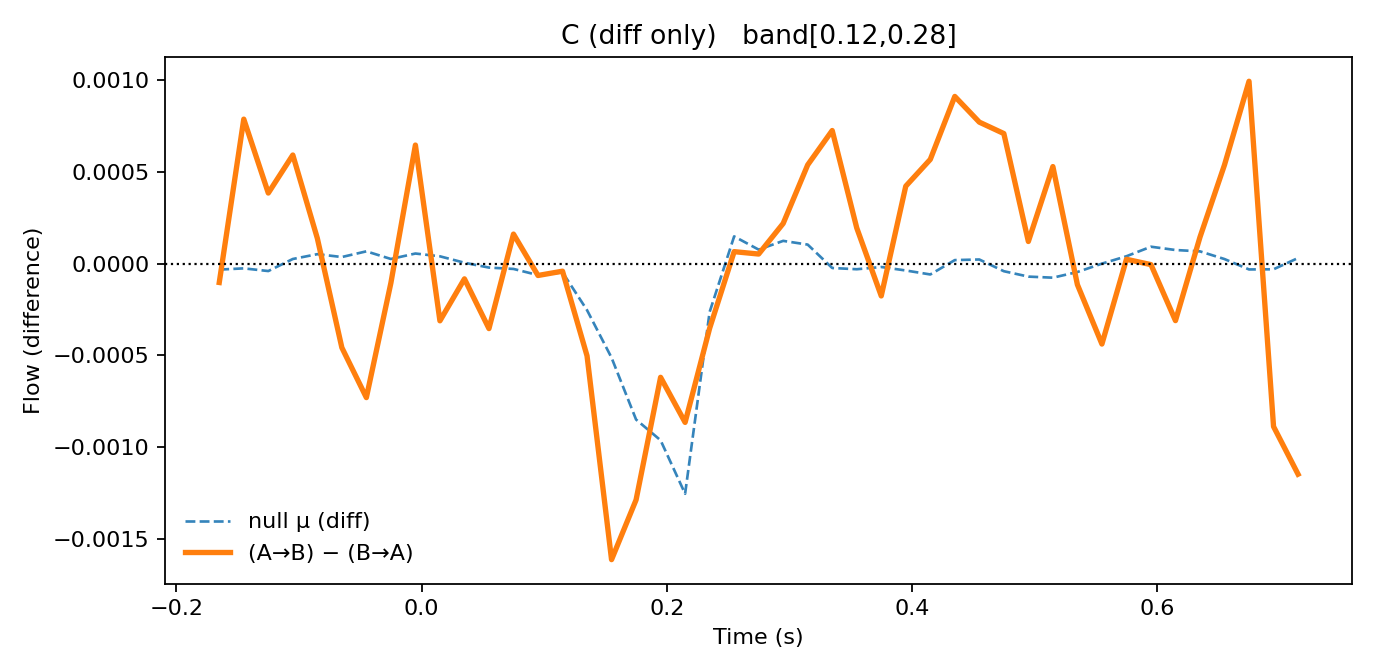 C (diff only)   band[0.12,0.28]
Flow (difference)
0.0010
0.0005
0.0000
−0.0005
−0.0010
−0.0015
null μ (diff)
(A→B) − (B→A)
−0.2 0.0 0.2 0.4 0.6
Time (s)